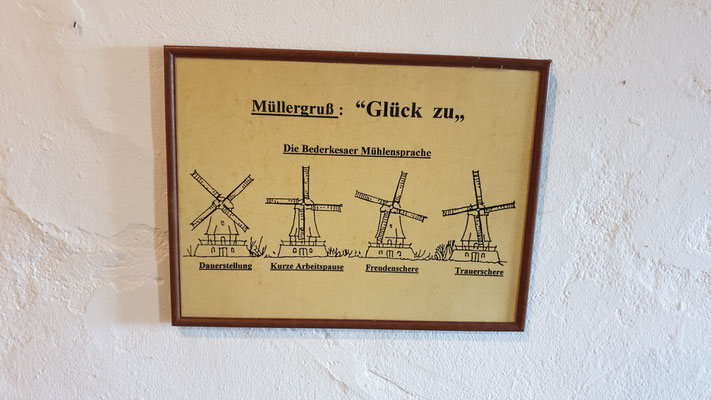 Müllergruß: “Glück zu„
Die Bederkesaer Mühlensprache
Dauerstellung Kurze Arbeitspause Freudenschere Trauerschere